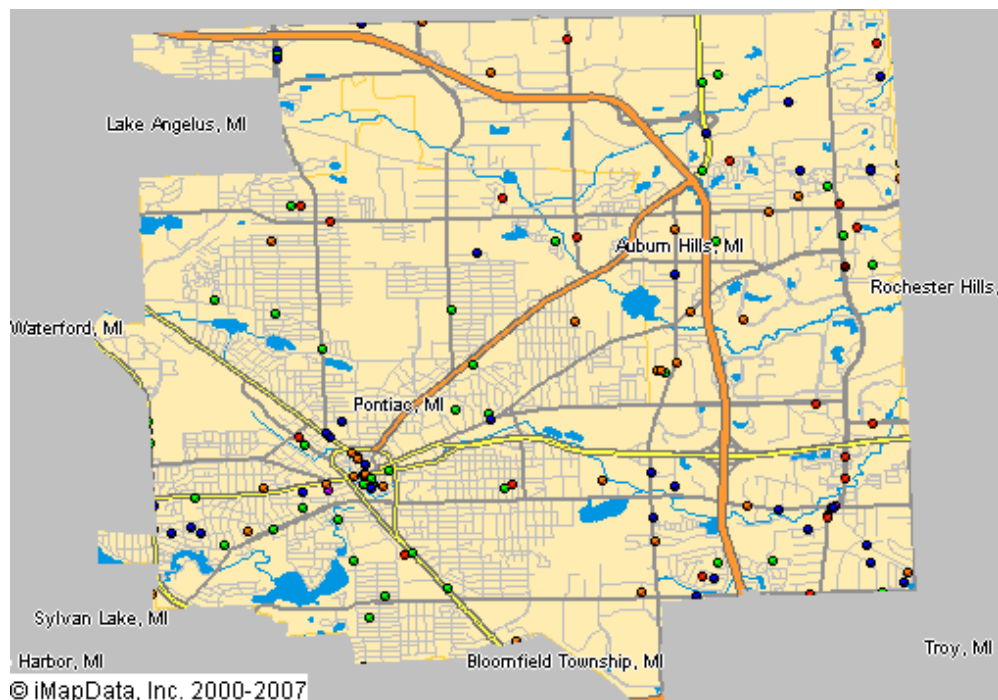 Lake Angelus, MI
Auburn Hills, MI
Rochester Hills,
Waterford, MI
Pontiac, MI
Sylvan Lake, MI
Troy, MI
Harbor, MI
Bloomfield Township, MI
© iMapData, Inc. 2000-2007